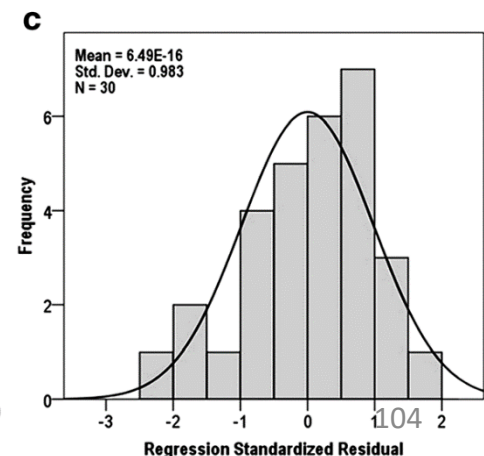 c
Mean = 6.49E-16
Std. Dev. = 0.983
N = 30
6
4
2
0
Frequency
-3 -2 -1 0 1 2
104
Regression Standardized Residual